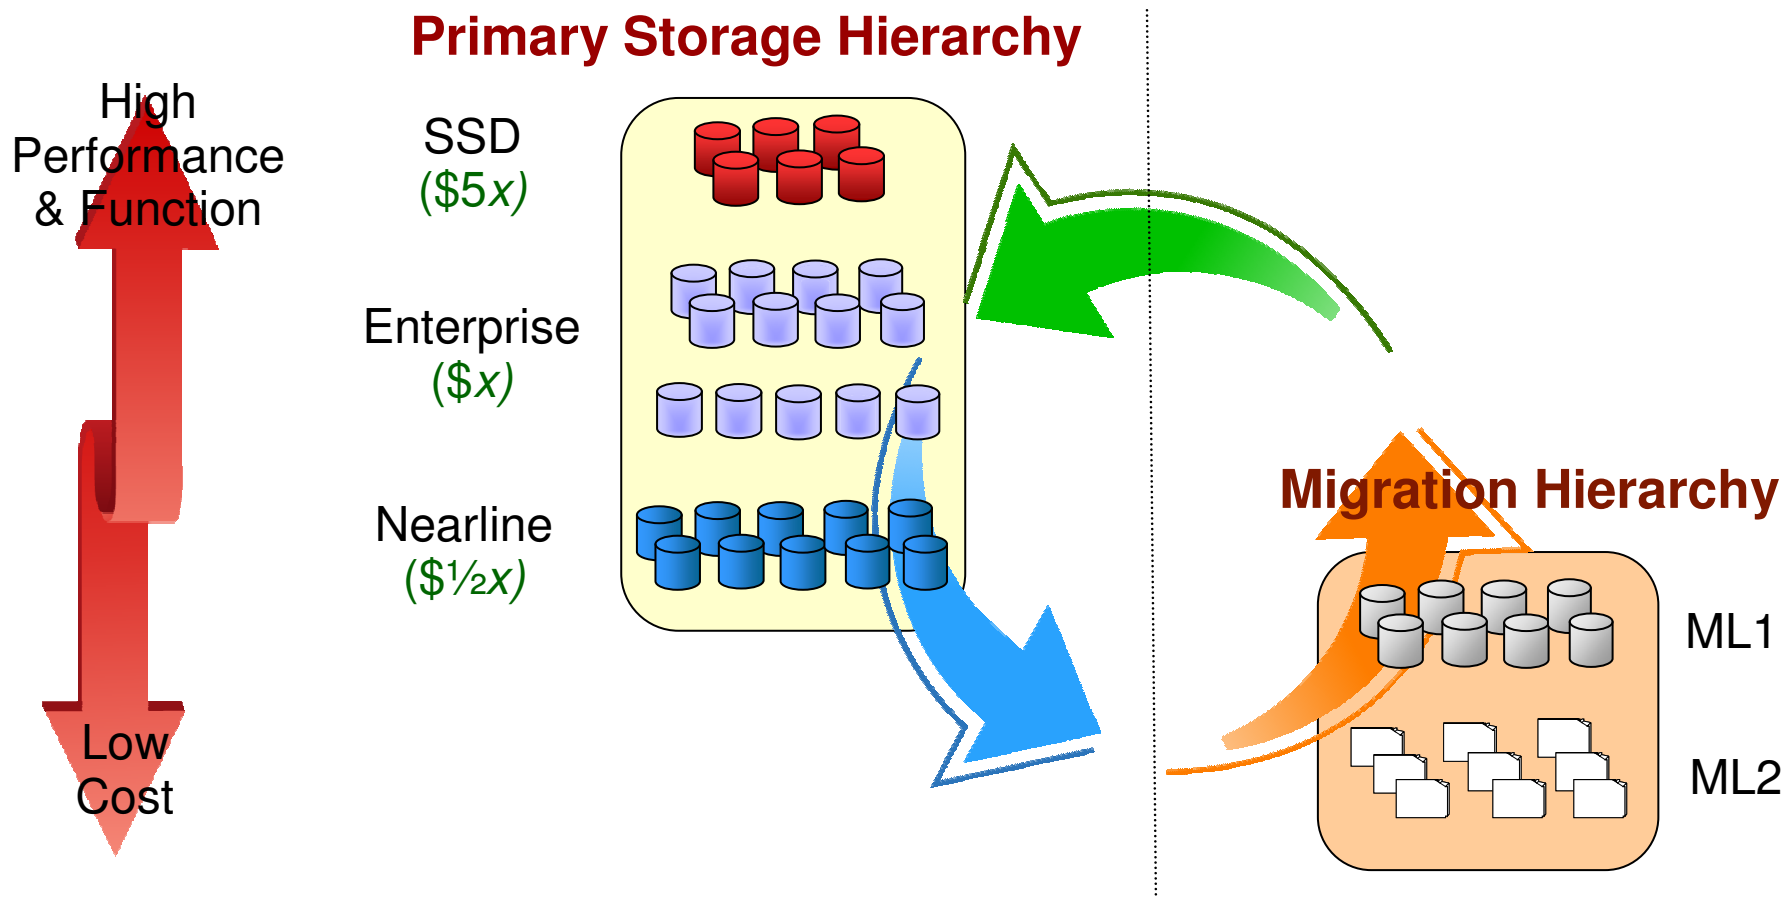 Primary Storage Hierarchy
High
Performance
& Function
SSD
($5x)
Enterprise
($x)
Nearline
($½x)
Low
Cost
Migration Hierarchy
ML1
ML2